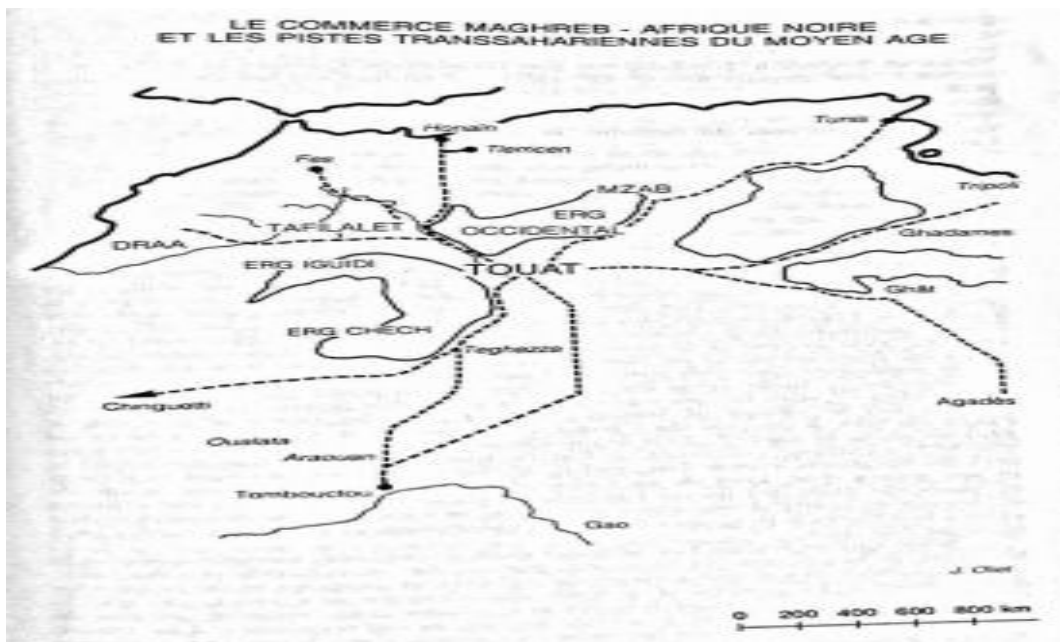 LE COMMERCE MAGHREB - AFRIQUE NOIRE
ET LES PISTES TRANSSAHARIENNES DU MOYEN AGE
Honain
Tunis
Tlemcen
Fes
MZAB
Tripoli
ERG
OCCIDENTAL
TAFILALET
Ghadames
DRAA
ERG IGUIDI
TOUAT
Ghât
ERG CHECH
Teghazza
Chinguetti
Agadès
Oualata
Araouan
Tombouctou
Gao
0 200 400 600 800 km